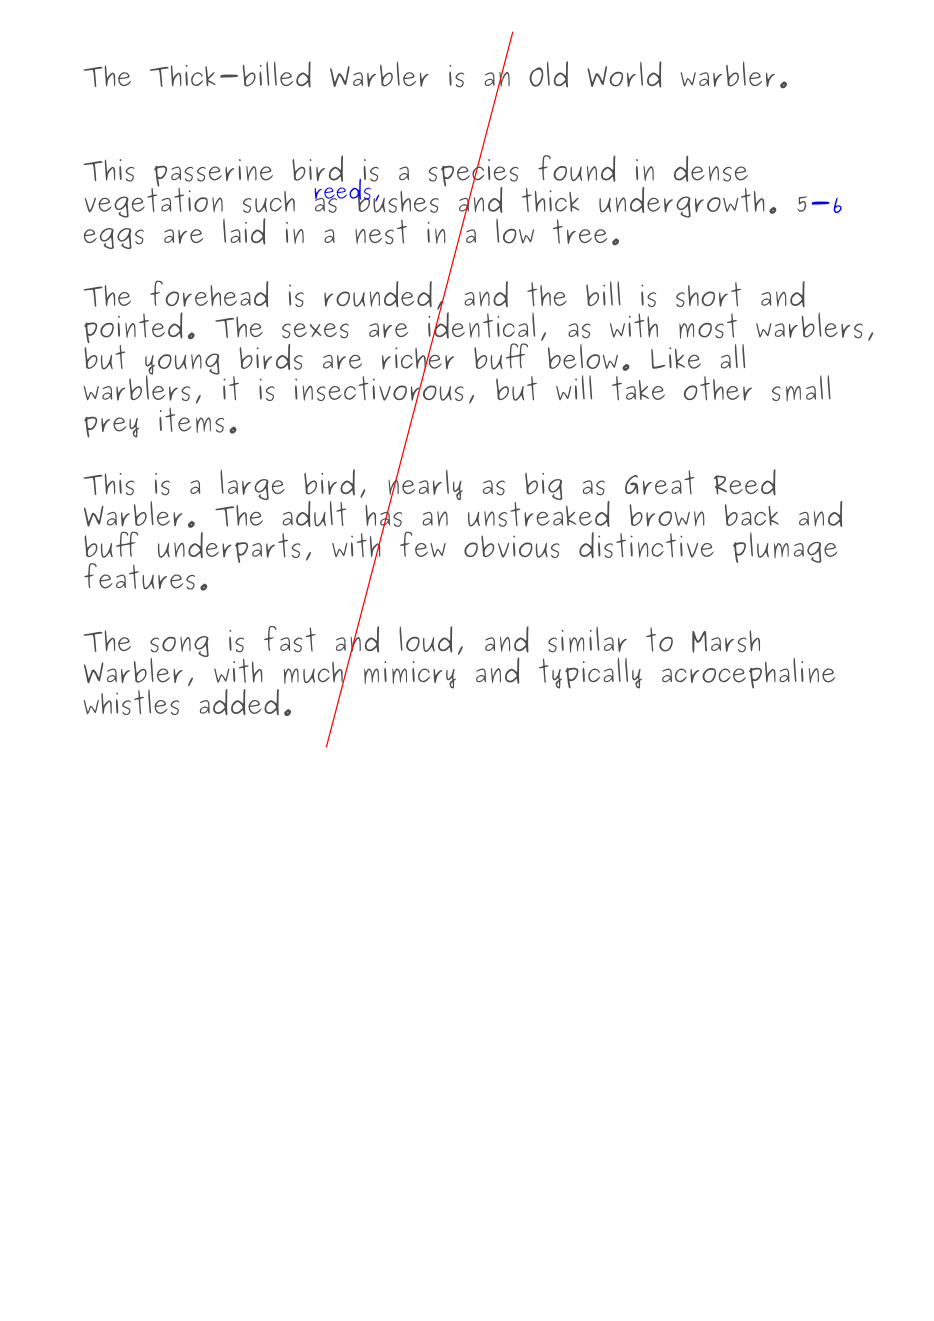 The Thick-billed Warbler is an Old World warbler.
This passerine bird is a species found in dense
vegetation such as reeds, bushes and thick undergrowth. 5-6
eggs are laid in a nest in a low tree.
The forehead is rounded, and the bill is short and
pointed. The sexes are identical, as with most warblers,
but young birds are richer buff below. Like all
warblers, it is insectivorous, but will take other small
prey items.
This is a large bird, nearly as big as Great Reed
Warbler. The adult has an unstreaked brown back and
buff underparts, with few obvious distinctive plumage
features.
The song is fast and loud, and similar to Marsh
Warbler, with much mimicry and typically acrocephaline
whistles added.